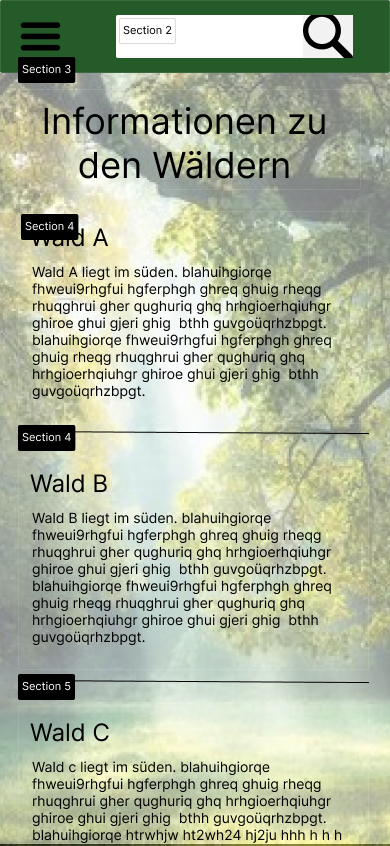 Section 2
Section 3
Informationen zu
den Wäldern
Section 4
Wald A
Wald A liegt im süden. blahuihgiorqe
fhweui9rhgfui hgferphgh ghreq ghuig rheqg
rhuqghrui gher qughuriq ghq hrhgioerhqiuhgr
ghiroe ghui gjeri ghig  bthh guvgoüqrhzbpgt.
blahuihgiorqe fhweui9rhgfui hgferphgh ghreq
ghuig rheqg rhuqghrui gher qughuriq ghq
hrhgioerhqiuhgr ghiroe ghui gjeri ghig  bthh
guvgoüqrhzbpgt.
Section 4
Wald B
Wald B liegt im süden. blahuihgiorqe
fhweui9rhgfui hgferphgh ghreq ghuig rheqg
rhuqghrui gher qughuriq ghq hrhgioerhqiuhgr
ghiroe ghui gjeri ghig  bthh guvgoüqrhzbpgt.
blahuihgiorqe fhweui9rhgfui hgferphgh ghreq
ghuig rheqg rhuqghrui gher qughuriq ghq
hrhgioerhqiuhgr ghiroe ghui gjeri ghig  bthh
guvgoüqrhzbpgt.
Section 5
Wald C
Wald c liegt im süden. blahuihgiorqe
fhweui9rhgfui hgferphgh ghreq ghuig rheqg
rhuqghrui gher qughuriq ghq hrhgioerhqiuhgr
ghiroe ghui gjeri ghig  bthh guvgoüqrhzbpgt.
blahuihgiorqe htrwhjw ht2wh24 hj2ju hhh h h h